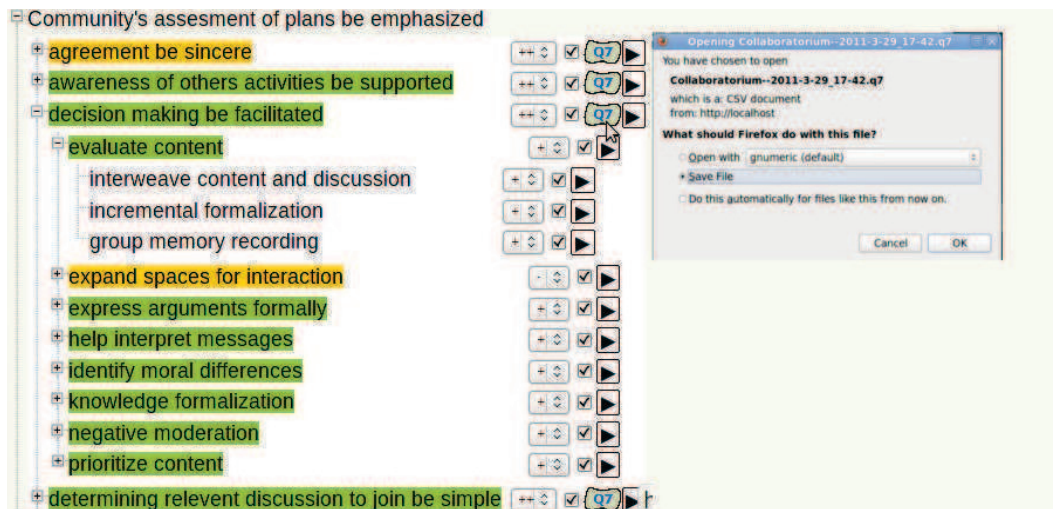 Community's assesment of plans be emphasized
agreement be sincere ++ Q7
awareness of others activities be supported ++ Q7
decision making be facilitated ++ Q7
evaluate content +
interweave content and discussion +
incremental formalization +
group memory recording +
expand spaces for interaction -
express arguments formally +
help interpret messages +
identify moral differences +
knowledge formalization +
negative moderation +
prioritize content +
determining relevent discussion to join be simple ++ Q7
Opening Collaboratorium--2011-3-29_17-42.q7
You have chosen to open
Collaboratorium--2011-3-29_17-42.q7
which is a: CSV document
from: http://localhost
What should Firefox do with this file?
Open with gnumeric (default)
Save File
Do this automatically for files like this from now on.
Cancel OK